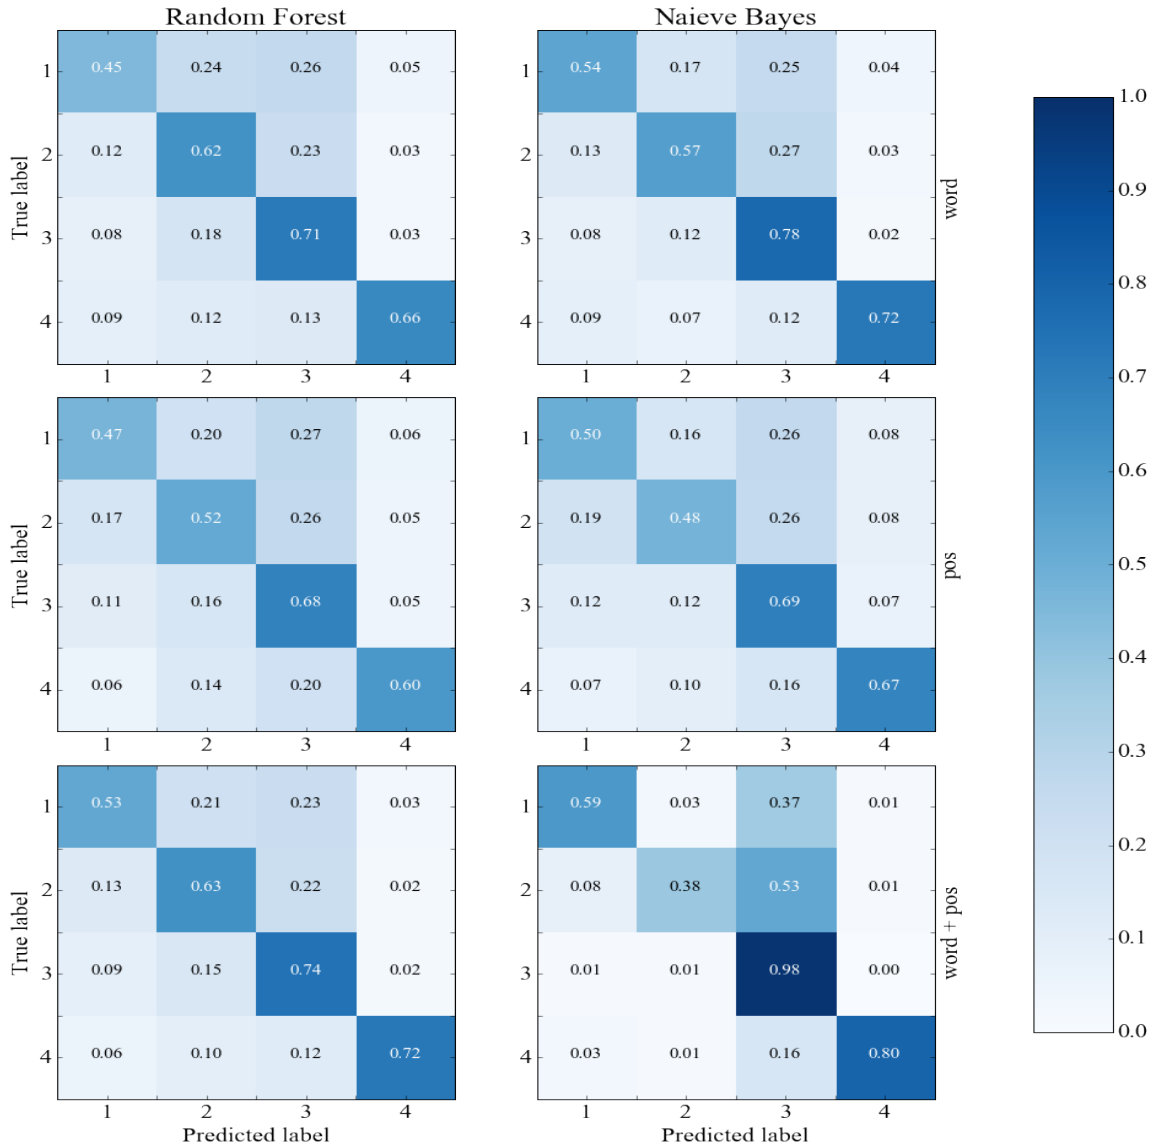 Random Forest Naieve Bayes
1 0.45 0.24 0.26 0.05 1 0.54 0.17 0.25 0.04
2 0.12 0.62 0.23 0.03 2 0.13 0.57 0.27 0.03
3 0.08 0.18 0.71 0.03 3 0.08 0.12 0.78 0.02
4 0.09 0.12 0.13 0.66 4 0.09 0.07 0.12 0.72
True label
word
1 2 3 4 1 2 3 4
1 0.47 0.20 0.27 0.06 1 0.50 0.16 0.26 0.08
2 0.17 0.52 0.26 0.05 2 0.19 0.48 0.26 0.08
3 0.11 0.16 0.68 0.05 3 0.12 0.12 0.69 0.07
4 0.06 0.14 0.20 0.60 4 0.07 0.10 0.16 0.67
True label
pos
1 2 3 4 1 2 3 4
1 0.53 0.21 0.23 0.03 1 0.59 0.03 0.37 0.01
2 0.13 0.63 0.22 0.02 2 0.08 0.38 0.53 0.01
3 0.09 0.15 0.74 0.02 3 0.01 0.01 0.98 0.00
4 0.06 0.10 0.12 0.72 4 0.03 0.01 0.16 0.80
True label
word + pos
1 2 3 4 1 2 3 4
Predicted label Predicted label
1.0
0.9
0.8
0.7
0.6
0.5
0.4
0.3
0.2
0.1
0.0